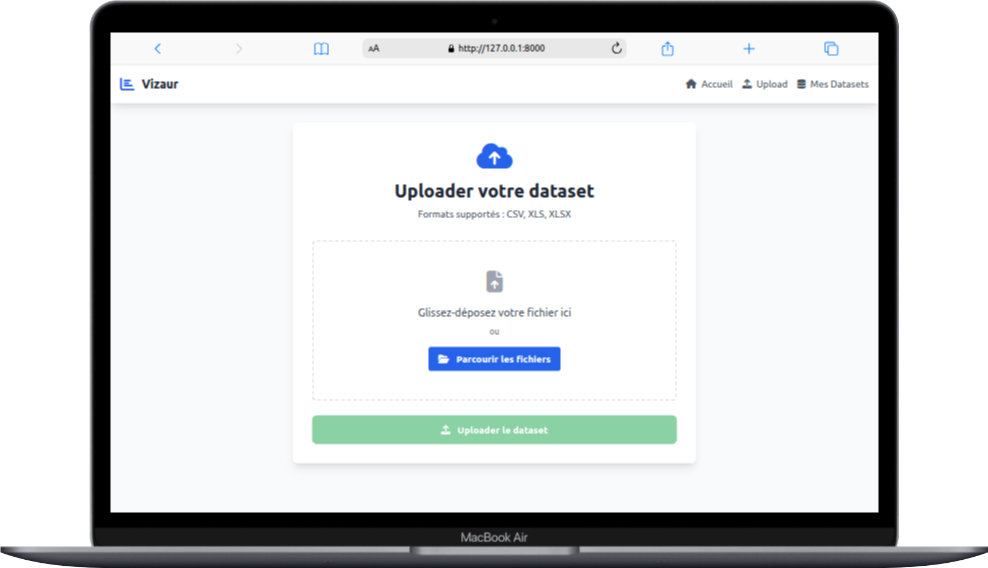 AA http://127.0.0.1:8000
Vizaur Accueil Upload Mes Datasets
Uploader votre dataset
Formats supportés : CSV, XLS, XLSX
Glissez-déposez votre fichier ici
ou
Parcourir les fichiers
Uploader le dataset
MacBook Air